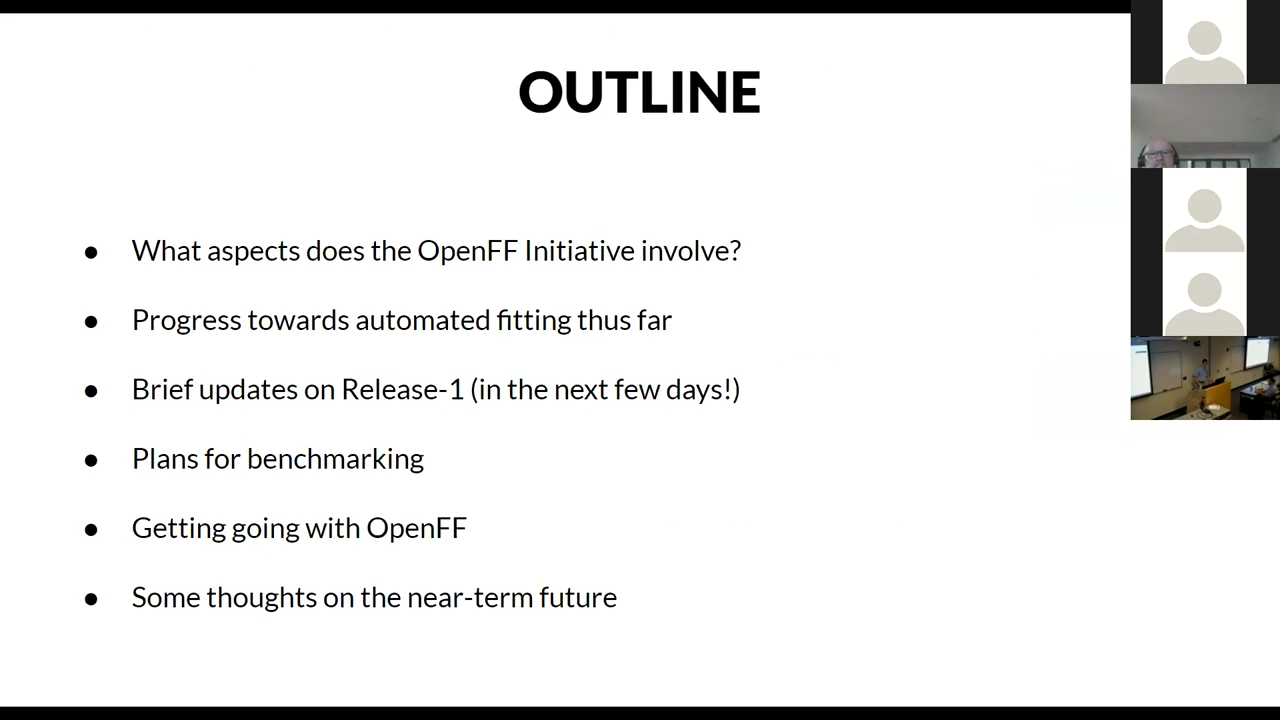 OUTLINE
● What aspects does the OpenFF Initiative involve?
● Progress towards automated fitting thus far
● Brief updates on Release-1 (in the next few days!)
● Plans for benchmarking
● Getting going with OpenFF
● Some thoughts on the near-term future